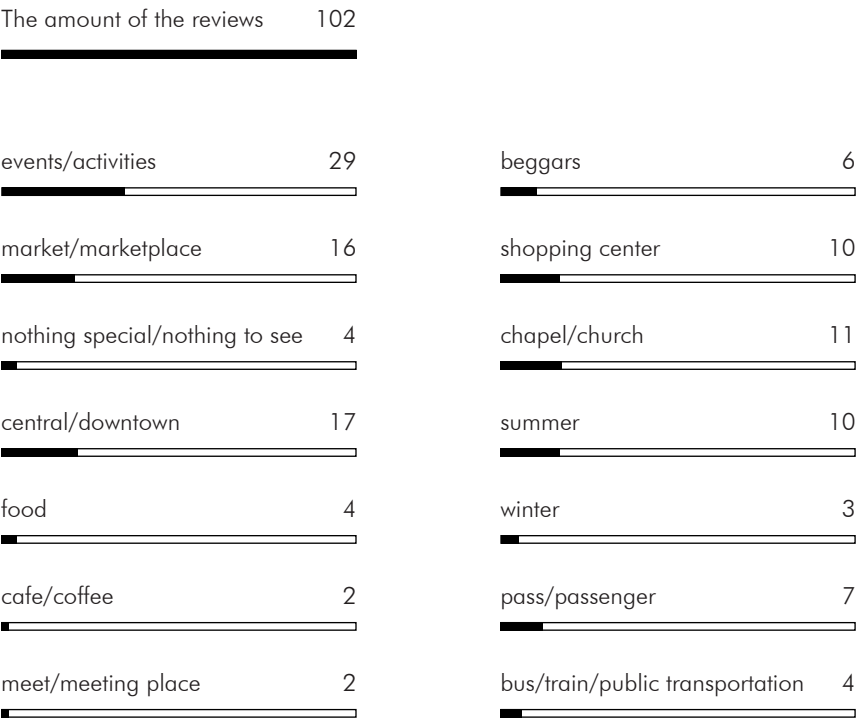 The amount of the reviews 102
events/activities 29
market/marketplace 16
nothing special/nothing to see 4
central/downtown 17
food 4
cafe/coffee 2
meet/meeting place 2
beggars 6
shopping center 10
chapel/church 11
summer 10
winter 3
pass/passenger 7
bus/train/public transportation 4